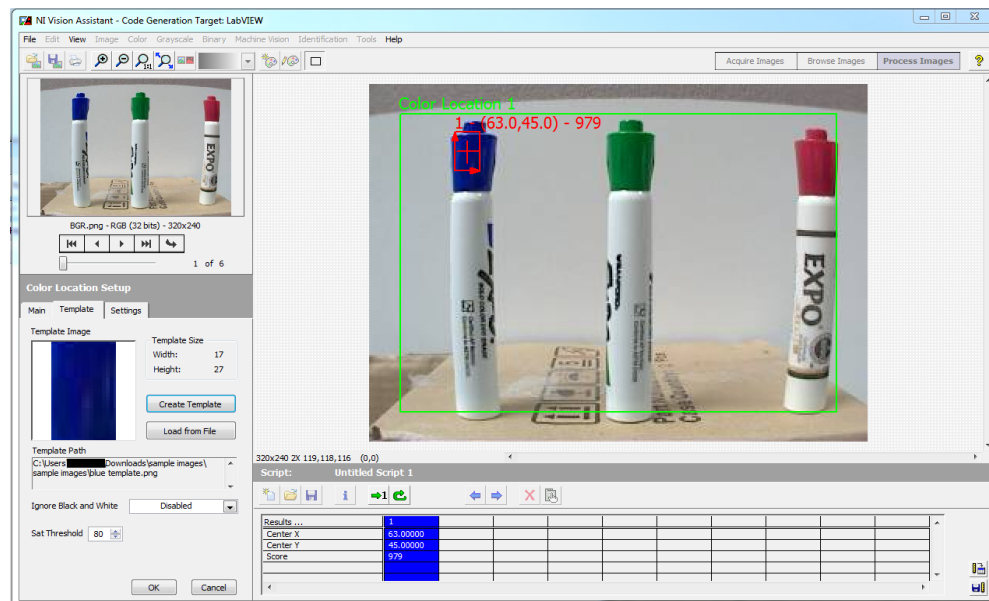 NI Vision Assistant - Code Generation Target: LabVIEW
File Edit View Image Color Grayscale Binary Machine Vision Identification Tools Help
1:1
Acquire Images Browse Images Process Images ?
EXPO
BGR.png - RGB (32 bits) - 320x240
1 of 6
Color Location Setup
Main Template Settings
Template Image
Template Size
Width: 17
Height: 27
Create Template
Load from File
Template Path
C:\Users Downloads\sample images\
sample images\blue template.png
Ignore Black and White Disabled
Sat Threshold 80
OK Cancel
Color Location 1
1 (63.0,45.0) - 979
EXPO
320x240 2X 119,118,116 (0,0)
Script: Untitled Script 1
1
Results ... 1
Center X 63.00000
Center Y 45.00000
Score 979